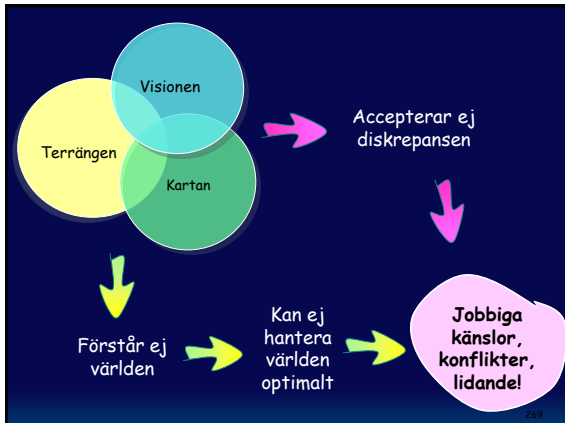 Visionen
Terrängen
Kartan
Accepterar ej
diskrepansen
Förstår ej
världen
Kan ej
hantera
världen
optimalt
Jobbiga
känslor,
konflikter,
lidande!
269